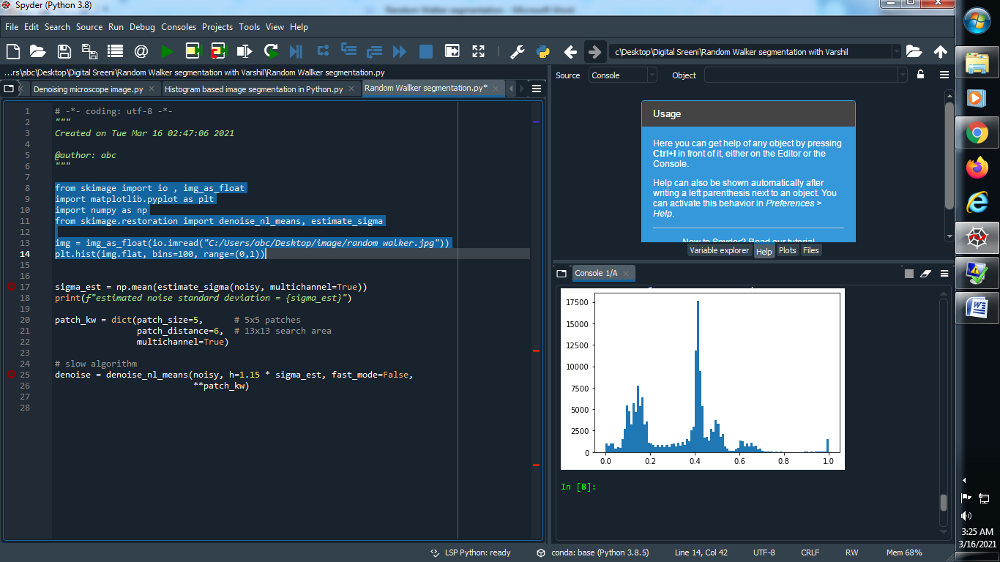 Spyder (Python 3.8)
Random Walker segmentation - Microsoft Word
File Edit Search Source Run Debug Consoles Projects Tools View Help
c\Desktop\Digital Sreeni\Random Walker segmentation with Varshil
...rs\abc\Desktop\Digital Sreeni\Random Walker segmentation with Varshil\Random Wallker segmentation.py
Denoising microscope image.py
Histogram based image segmentation in Python.py
Random Wallker segmentation.py*
1 # -*- coding: utf-8 -*-
2 """
3 Created on Tue Mar 16 02:47:06 2021
4
5 @author: abc
6 """
7
8 from skimage import io , img_as_float
9 import matplotlib.pyplot as plt
10 import numpy as np
11 from skimage.restoration import denoise_nl_means, estimate_sigma
12
13 img = img_as_float(io.imread("C:/Users/abc/Desktop/image/random walker.jpg"))
14 plt.hist(img.flat, bins=100, range=(0,1))
15
16
17 sigma_est = np.mean(estimate_sigma(noisy, multichannel=True))
18 print(f"estimated noise standard deviation = {sigma_est}")
19
20 patch_kw = dict(patch_size=5,      # 5x5 patches
21                 patch_distance=6,  # 13x13 search area
22                 multichannel=True)
23
24 # slow algorithm
25 denoise = denoise_nl_means(noisy, h=1.15 * sigma_est, fast_mode=False,
26                            **patch_kw)
27
28
Source Console Object
Usage
Here you can get help of any object by pressing
Ctrl+I in front of it, either on the Editor or the
Console.
Help can also be shown automatically after
writing a left parenthesis next to an object. You
can activate this behavior in Preferences >
Help.
New to Spyder? Read our tutorial
Variable explorer Help Plots Files
Console 1/A
17500
15000
12500
10000
7500
5000
2500
0
0.0 0.2 0.4 0.6 0.8 1.0
In [8]:
LSP Python: ready
conda: base (Python 3.8.5)
Line 14, Col 42
UTF-8
CRLF
RW
Mem 68%
3:25 AM
3/16/2021